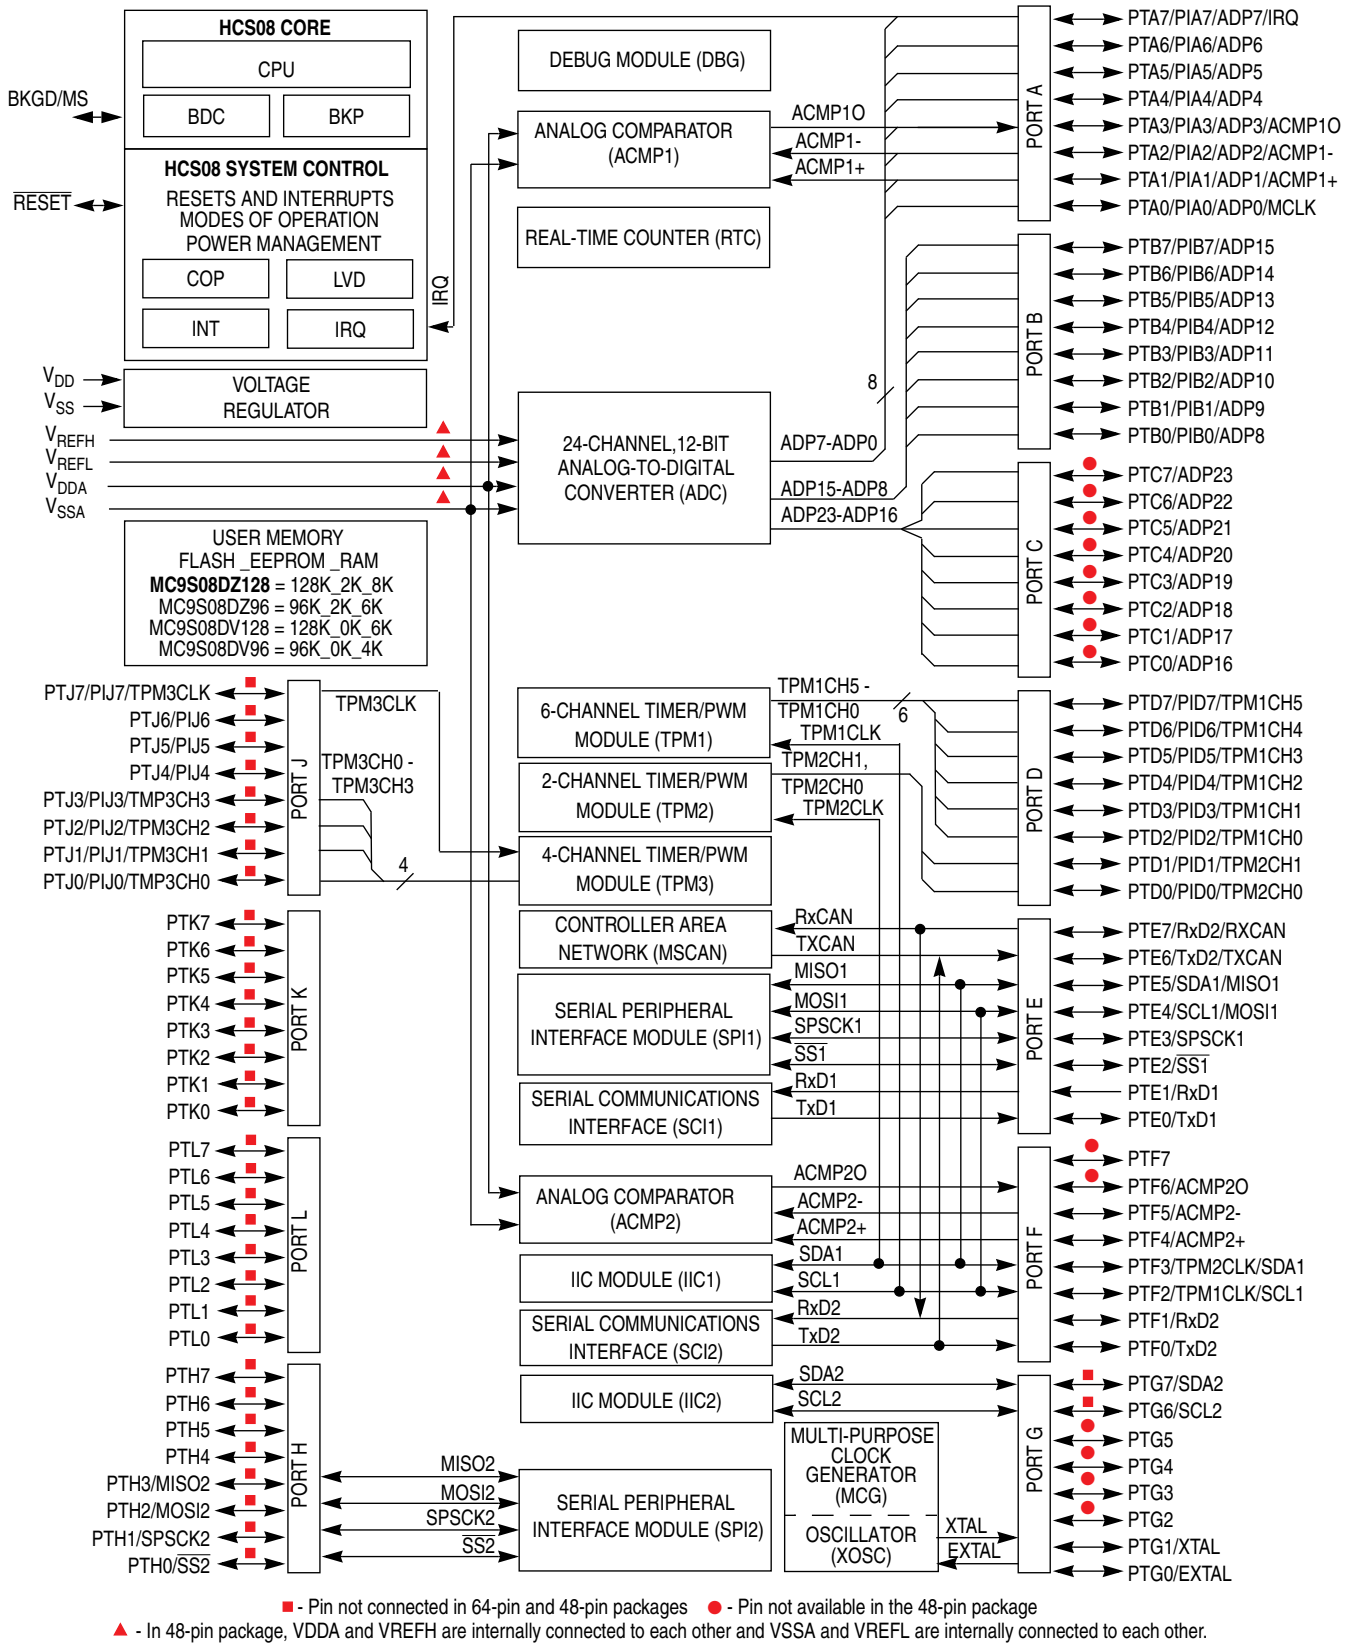 HCS08 CORE
CPU
BDC
BKP
BKGD/MS
HCS08 SYSTEM CONTROL
RESETS AND INTERRUPTS
MODES OF OPERATION
POWER MANAGEMENT
COP
LVD
INT
IRQ
RESET
IRQ
VDD
VSS
VOLTAGE
REGULATOR
VREFH
VREFL
VDDA
VSSA
USER MEMORY
FLASH _EEPROM _RAM
MC9S08DZ128 = 128K_2K_8K
MC9S08DZ96 = 96K_2K_6K
MC9S08DV128 = 128K_0K_6K
MC9S08DV96 = 96K_0K_4K
PTJ7/PIJ7/TPM3CLK
PTJ6/PIJ6
PTJ5/PIJ5
PTJ4/PIJ4
PTJ3/PIJ3/TMP3CH3
PTJ2/PIJ2/TPM3CH2
PTJ1/PIJ1/TPM3CH1
PTJ0/PIJ0/TMP3CH0
PORT J
TPM3CLK
TPM3CH0 -
TPM3CH3
4
PTK7
PTK6
PTK5
PTK4
PTK3
PTK2
PTK1
PTK0
PORT K
PTL7
PTL6
PTL5
PTL4
PTL3
PTL2
PTL1
PTL0
PORT L
PTH7
PTH6
PTH5
PTH4
PTH3/MISO2
PTH2/MOSI2
PTH1/SPSCK2
PTH0/SS2
PORT H
MISO2
MOSI2
SPSCK2
SS2
DEBUG MODULE (DBG)
ANALOG COMPARATOR
(ACMP1)
ACMP1O
ACMP1-
ACMP1+
REAL-TIME COUNTER (RTC)
24-CHANNEL,12-BIT
ANALOG-TO-DIGITAL
CONVERTER (ADC)
8
ADP7-ADP0
ADP15-ADP8
ADP23-ADP16
6-CHANNEL TIMER/PWM
MODULE (TPM1)
TPM1CH5 -
TPM1CH0
6
TPM1CLK
2-CHANNEL TIMER/PWM
MODULE (TPM2)
TPM2CH1,
TPM2CH0
TPM2CLK
4-CHANNEL TIMER/PWM
MODULE (TPM3)
CONTROLLER AREA
NETWORK (MSCAN)
RxCAN
TXCAN
SERIAL PERIPHERAL
INTERFACE MODULE (SPI1)
MISO1
MOSI1
SPSCK1
SS1
SERIAL COMMUNICATIONS
INTERFACE (SCI1)
RxD1
TxD1
ANALOG COMPARATOR
(ACMP2)
ACMP2O
ACMP2-
ACMP2+
IIC MODULE (IIC1)
SDA1
SCL1
SERIAL COMMUNICATIONS
INTERFACE (SCI2)
RxD2
TxD2
IIC MODULE (IIC2)
SDA2
SCL2
MULTI-PURPOSE
CLOCK
GENERATOR
(MCG)
OSCILLATOR
(XOSC)
XTAL
EXTAL
SERIAL PERIPHERAL
INTERFACE MODULE (SPI2)
PORT A
PTA7/PIA7/ADP7/IRQ
PTA6/PIA6/ADP6
PTA5/PIA5/ADP5
PTA4/PIA4/ADP4
PTA3/PIA3/ADP3/ACMP1O
PTA2/PIA2/ADP2/ACMP1-
PTA1/PIA1/ADP1/ACMP1+
PTA0/PIA0/ADP0/MCLK
PORT B
PTB7/PIB7/ADP15
PTB6/PIB6/ADP14
PTB5/PIB5/ADP13
PTB4/PIB4/ADP12
PTB3/PIB3/ADP11
PTB2/PIB2/ADP10
PTB1/PIB1/ADP9
PTB0/PIB0/ADP8
PORT C
PTC7/ADP23
PTC6/ADP22
PTC5/ADP21
PTC4/ADP20
PTC3/ADP19
PTC2/ADP18
PTC1/ADP17
PTC0/ADP16
PORT D
PTD7/PID7/TPM1CH5
PTD6/PID6/TPM1CH4
PTD5/PID5/TPM1CH3
PTD4/PID4/TPM1CH2
PTD3/PID3/TPM1CH1
PTD2/PID2/TPM1CH0
PTD1/PID1/TPM2CH1
PTD0/PID0/TPM2CH0
PORT E
PTE7/RxD2/RXCAN
PTE6/TxD2/TXCAN
PTE5/SDA1/MISO1
PTE4/SCL1/MOSI1
PTE3/SPSCK1
PTE2/SS1
PTE1/RxD1
PTE0/TxD1
PORT F
PTF7
PTF6/ACMP2O
PTF5/ACMP2-
PTF4/ACMP2+
PTF3/TPM2CLK/SDA1
PTF2/TPM1CLK/SCL1
PTF1/RxD2
PTF0/TxD2
PORT G
PTG7/SDA2
PTG6/SCL2
PTG5
PTG4
PTG3
PTG2
PTG1/XTAL
PTG0/EXTAL
- Pin not connected in 64-pin and 48-pin packages
- Pin not available in the 48-pin package
- In 48-pin package, VDDA and VREFH are internally connected to each other and VSSA and VREFL are internally connected to each other.